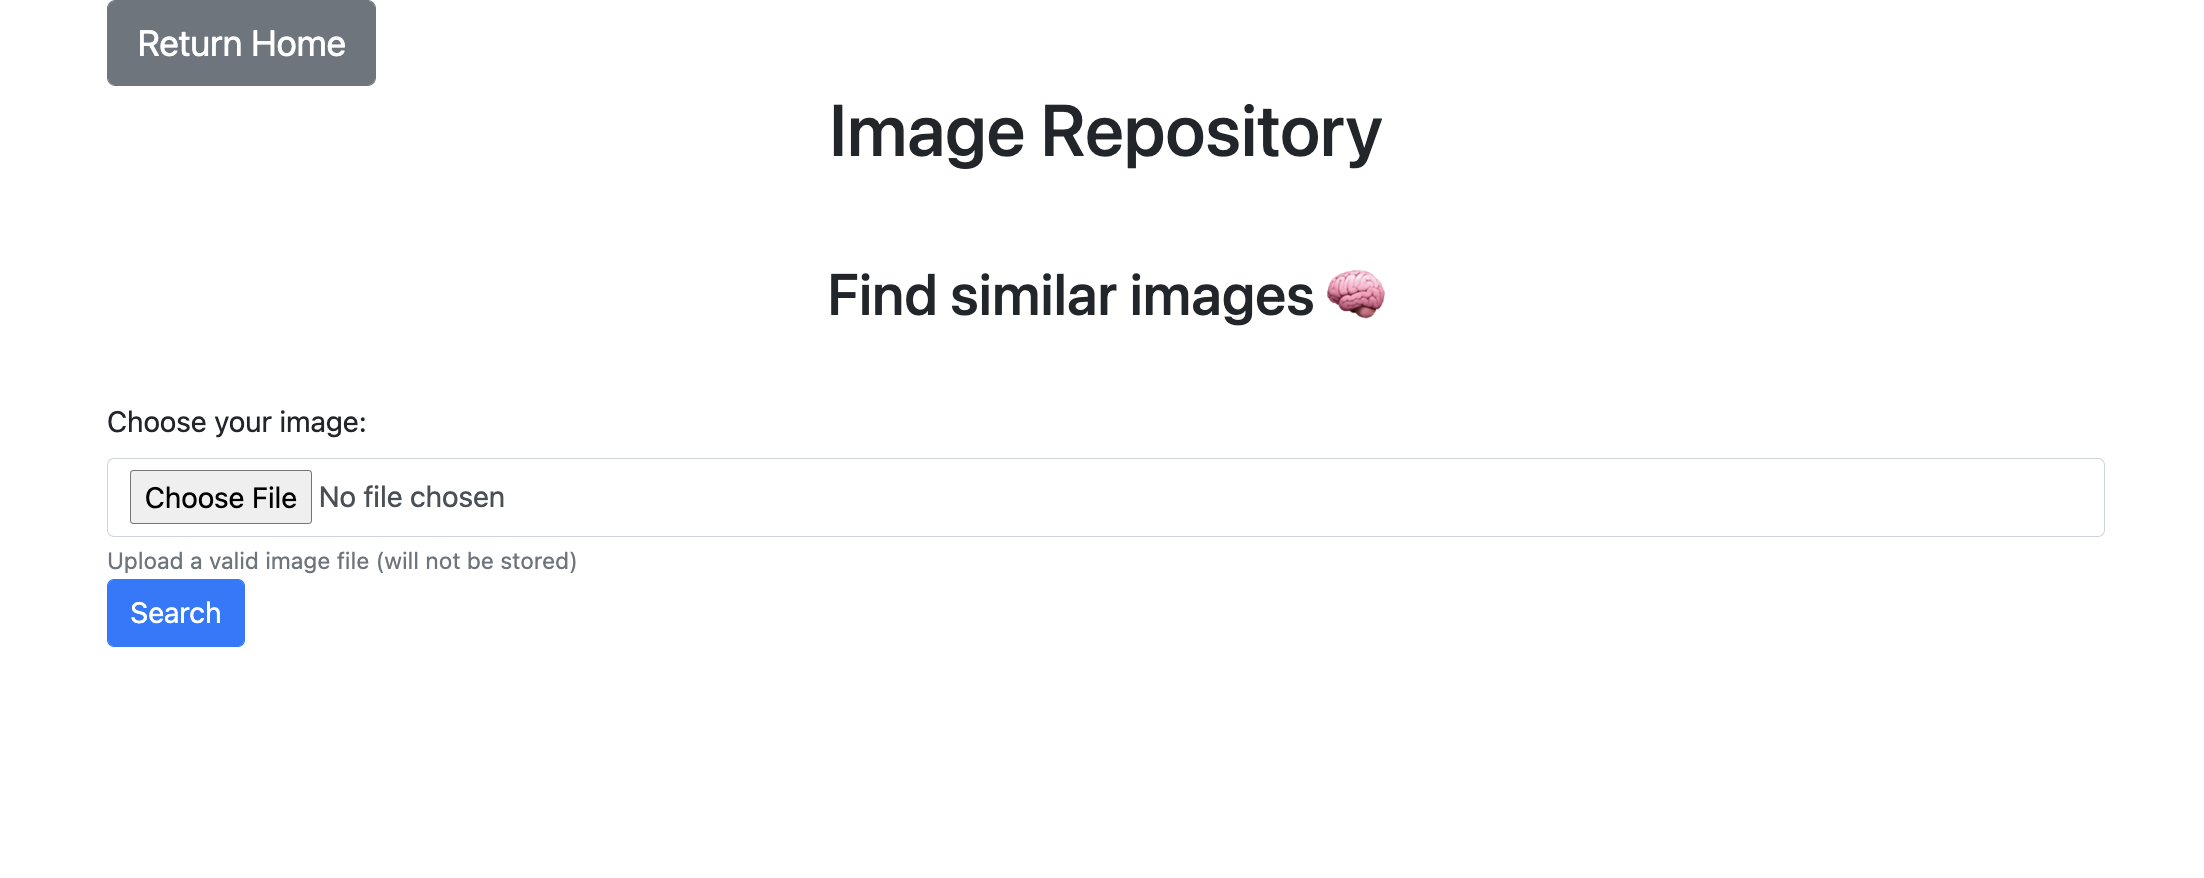 Return Home
Image Repository
Find similar images 🧠
Choose your image:
Choose File No file chosen
Upload a valid image file (will not be stored)
Search